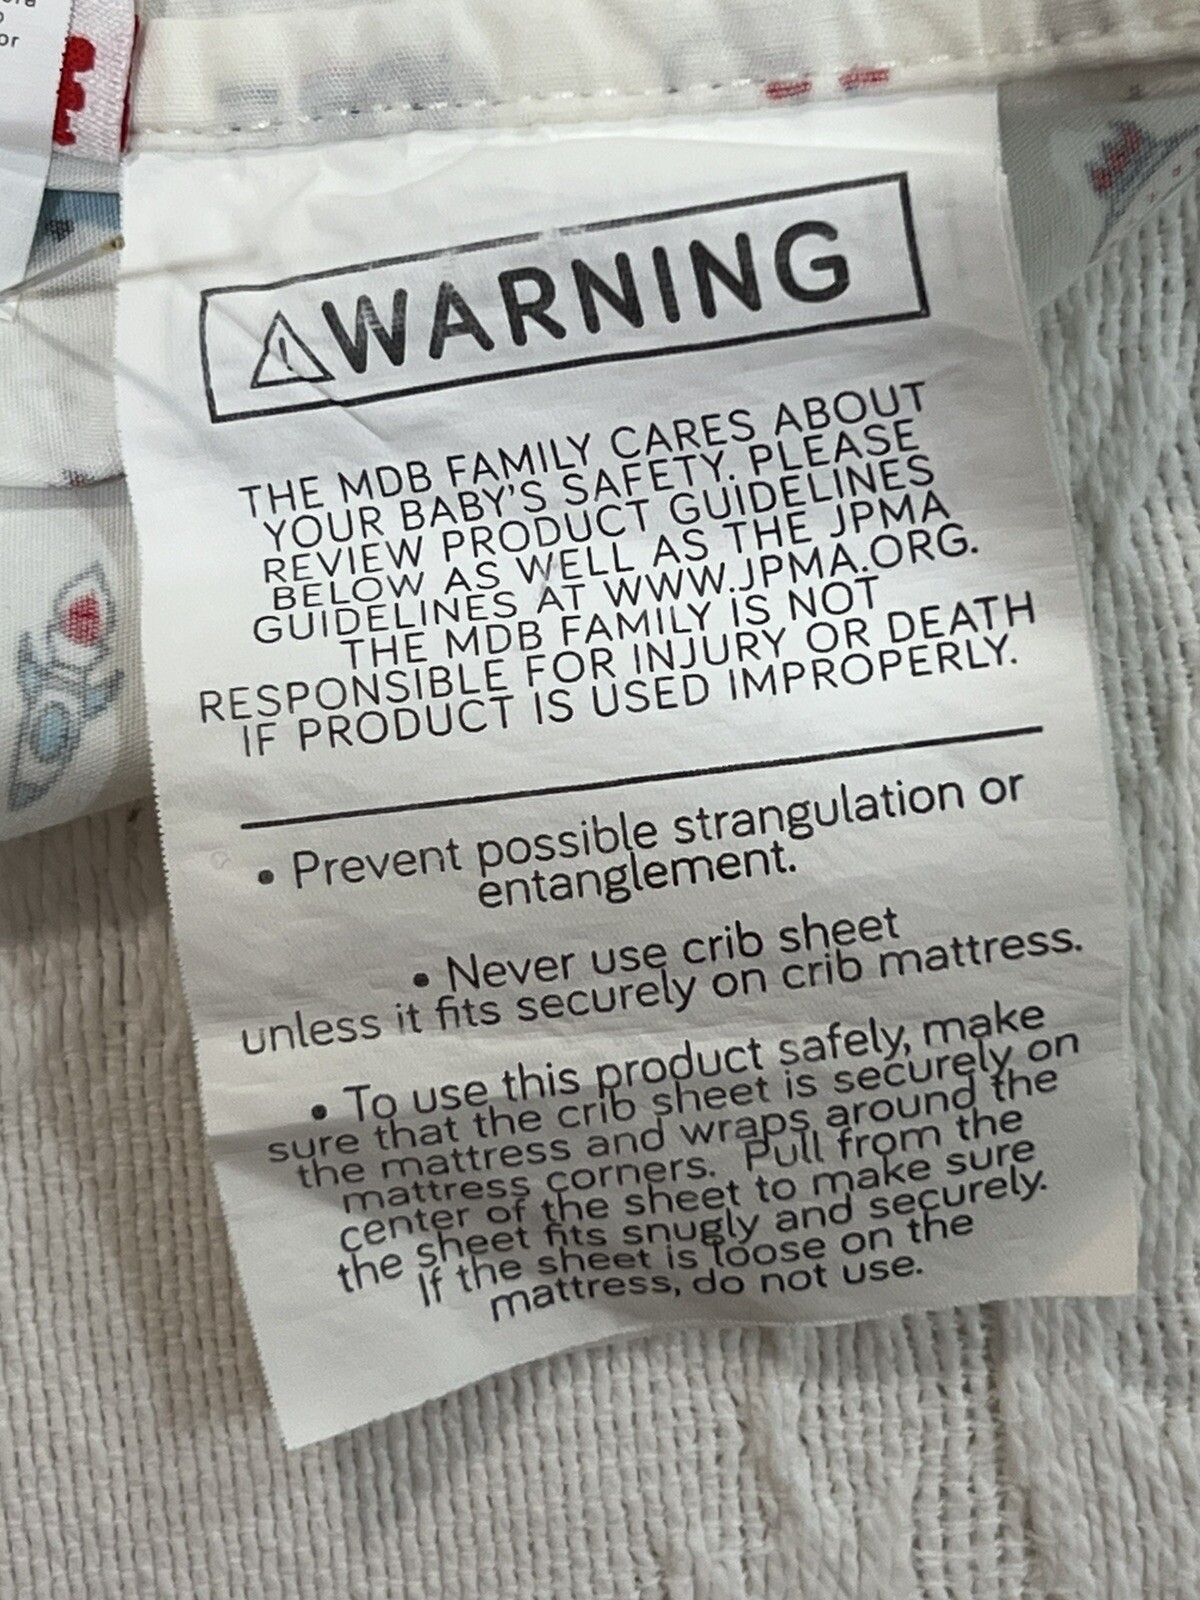 or
⚠WARNING
THE MDB FAMILY CARES ABOUT
YOUR BABY'S SAFETY. PLEASE
REVIEW PRODUCT GUIDELINES
BELOW AS WELL AS THE JPMA
GUIDELINES AT WWW.JPMA.ORG.
THE MDB FAMILY IS NOT
RESPONSIBLE FOR INJURY OR DEATH
IF PRODUCT IS USED IMPROPERLY.
• Prevent possible strangulation or
entanglement.
• Never use crib sheet
unless it fits securely on crib mattress.
• To use this product safely, make
sure that the crib sheet is securely on
the mattress and wraps around the
mattress corners. Pull from the
center of the sheet to make sure
the sheet fits snugly and securely.
If the sheet is loose on the
mattress, do not use.